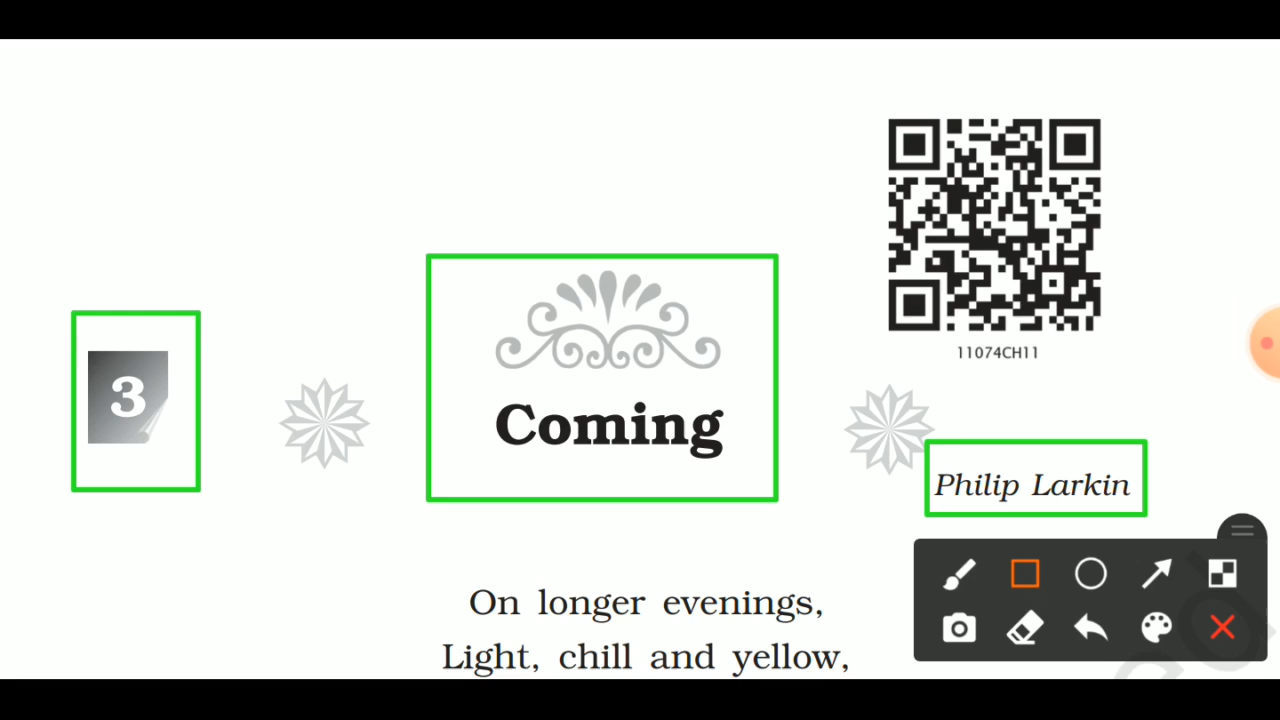 11074CH11
3
Coming
Philip Larkin
On longer evenings,
Light, chill and yellow,